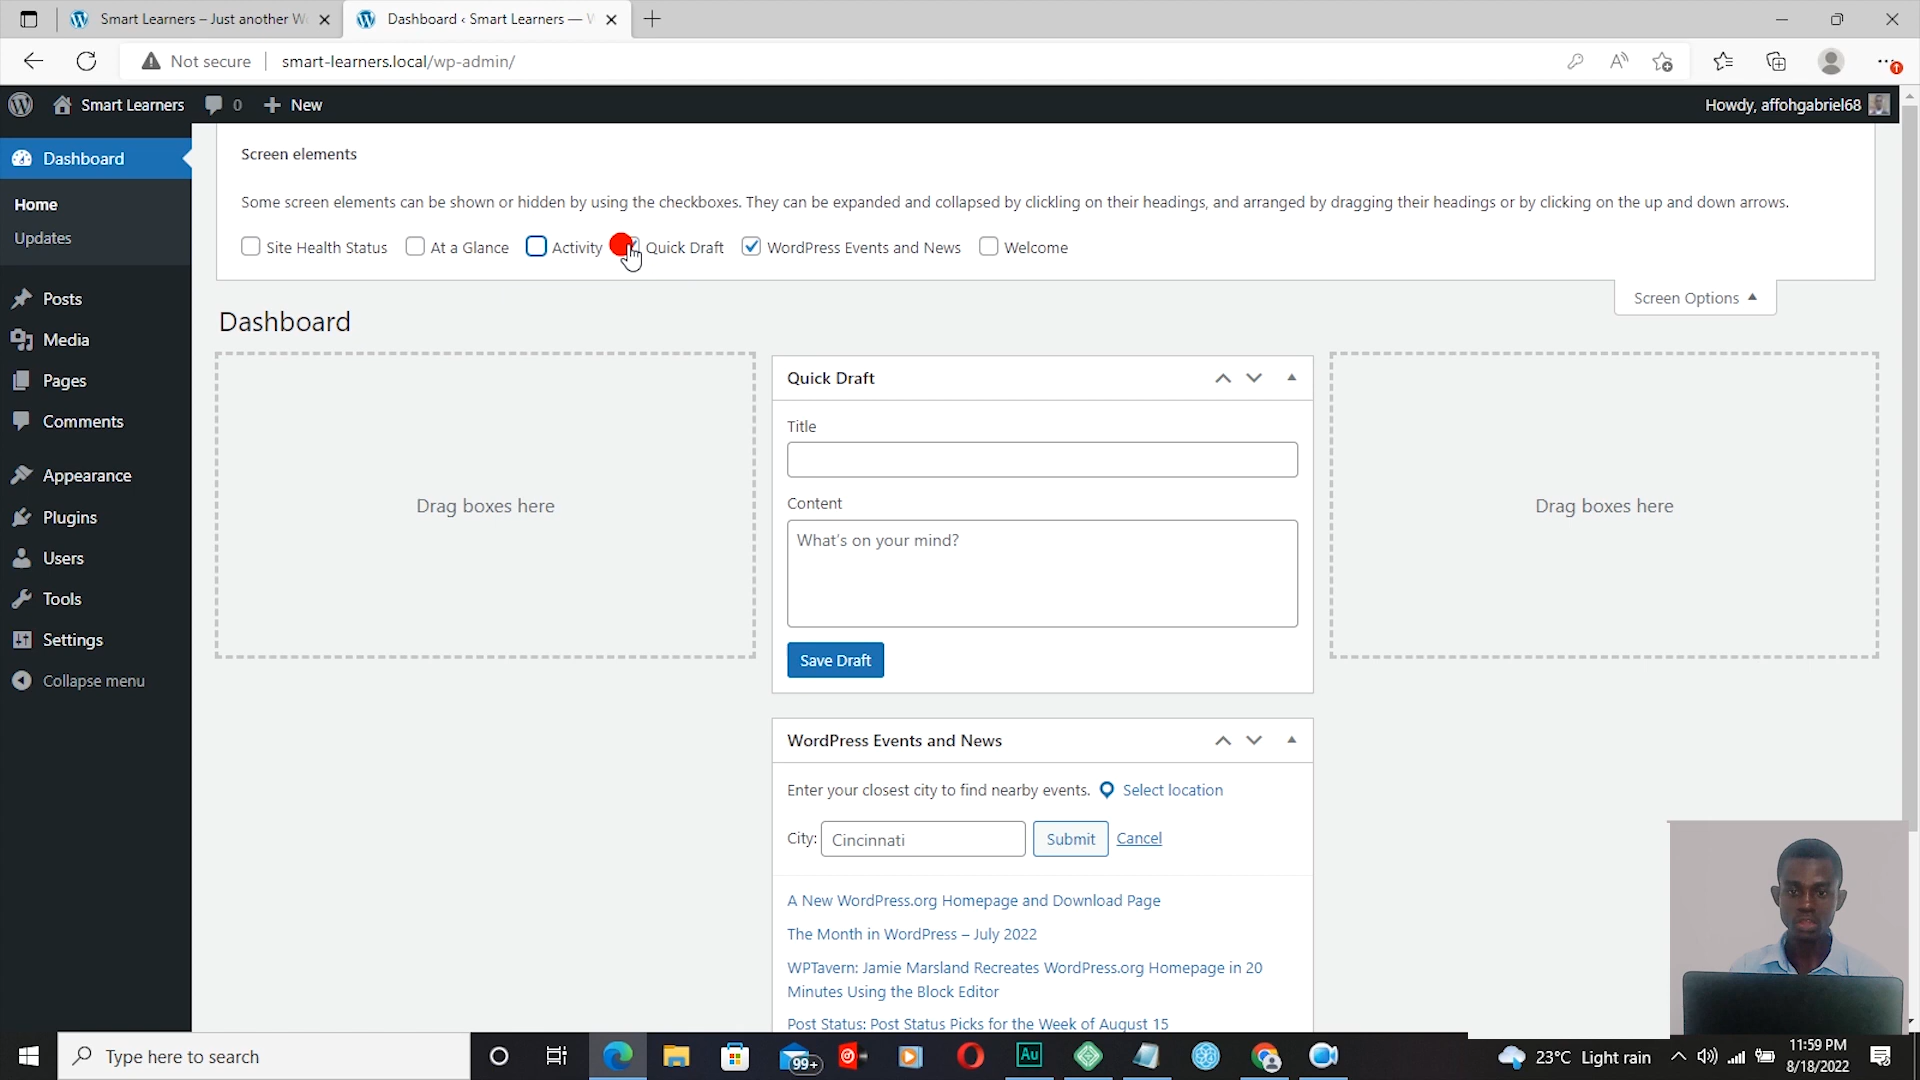 Smart Learners – Just another W
Dashboard ‹ Smart Learners — W
Not secure
smart-learners.local/wp-admin/
Smart Learners
0
New
Howdy, affohgabriel68
Dashboard
Home
Updates
Posts
Media
Pages
Comments
Appearance
Plugins
Users
Tools
Settings
Collapse menu
Screen elements
Some screen elements can be shown or hidden by using the checkboxes. They can be expanded and collapsed by clickling on their headings, and arranged by dragging their headings or by clicking on the up and down arrows.
Site Health Status At a Glance Activity Quick Draft WordPress Events and News Welcome
Screen Options
Dashboard
Drag boxes here
Quick Draft
Title
Content
What's on your mind?
Save Draft
WordPress Events and News
Enter your closest city to find nearby events. Select location
City: Cincinnati Submit Cancel
A New WordPress.org Homepage and Download Page
The Month in WordPress – July 2022
WPTavern: Jamie Marsland Recreates WordPress.org Homepage in 20
Minutes Using the Block Editor
Post Status: Post Status Picks for the Week of August 15
Drag boxes here
Type here to search
99+
Au
23°C Light rain
11:59 PM
8/18/2022